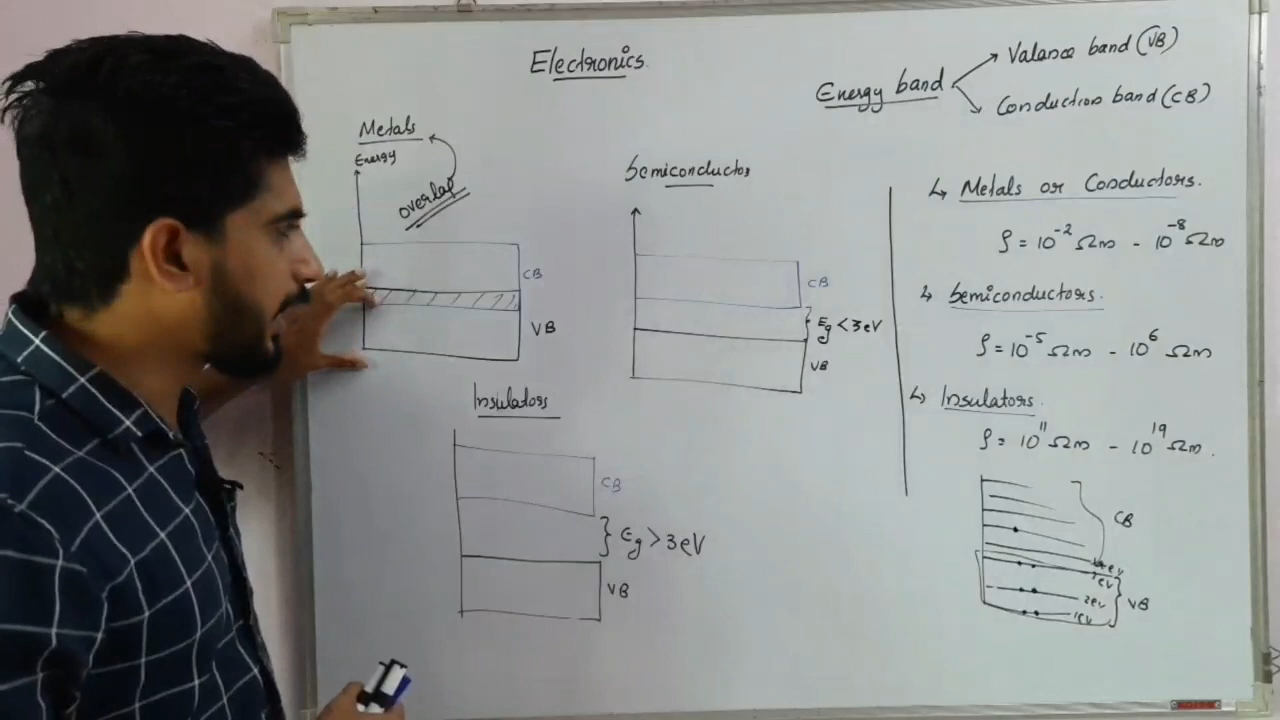 Electronics
Energy band
Valance band (VB)
Conduction band (CB)
Metals
Energy
overlap
CB
VB
Semiconductor
CB
Eg < 3eV
VB
Insulators
CB
Eg > 3eV
VB
↳ Metals or Conductors.
ρ = 10⁻² Ωm - 10⁻⁸ Ωm
↳ Semiconductors.
ρ = 10⁻⁵ Ωm - 10⁶ Ωm
↳ Insulators.
ρ = 10¹¹ Ωm - 10¹⁹ Ωm.
CB
VB
2eV
1eV